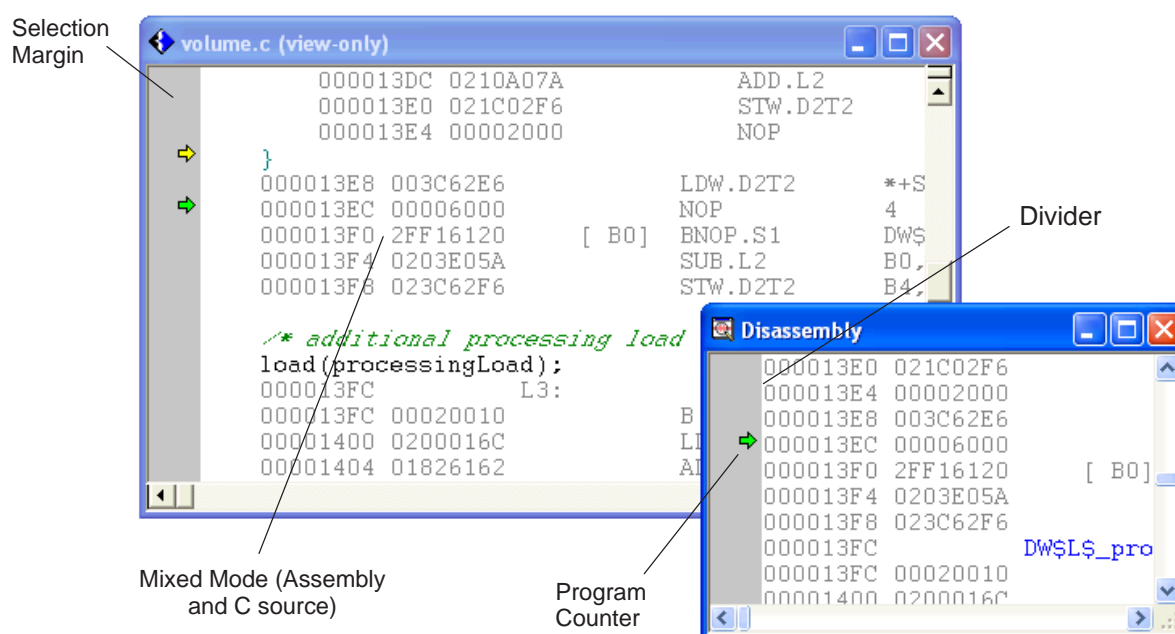 Selection
Margin
volume.c (view-only)
000013DC 0210A07A ADD.L2
000013E0 021C02F6 STW.D2T2
000013E4 00002000 NOP
}
000013E8 003C62E6 LDW.D2T2 *+S
000013EC 00006000 NOP 4
000013F0 2FF16120 [ B0] BNOP.S1 DW$
000013F4 0203E05A SUB.L2 B0,
000013F8 023C62F6 STW.D2T2 B4,
/* additional processing load
load(processingLoad);
000013FC L3:
000013FC 00020010 B
00001400 0200016C
00001404 01826162
Divider
Disassembly
000013E0 021C02F6
000013E4 00002000
000013E8 003C62E6
000013EC 00006000
000013F0 2FF16120 [ B0]
000013F4 0203E05A
000013F8 023C62F6
000013FC DW$L$_pro
000013FC 00020010
00001400 0200016C
Mixed Mode (Assembly
and C source)
Program
Counter